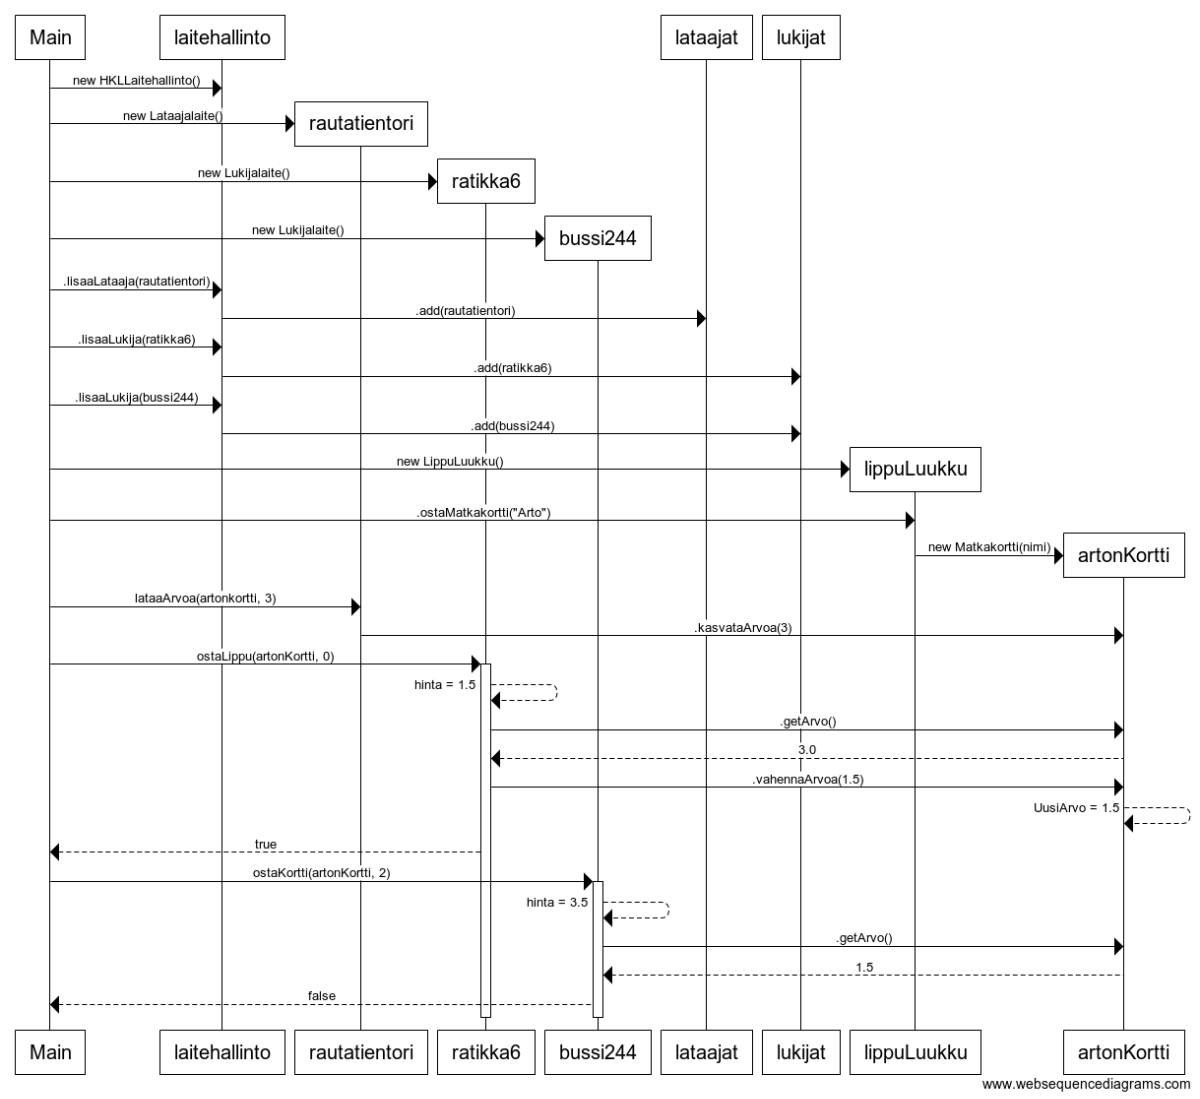 Main laitehallinto lataajat lukijat
new HKLLaitehallinto()
new Lataajalaite() rautatientori
new Lukijalaite() ratikka6
new Lukijalaite() bussi244
.lisaaLataaja(rautatientori)
.add(rautatientori)
.lisaaLukija(ratikka6)
.add(ratikka6)
.lisaaLukija(bussi244)
.add(bussi244)
new LippuLuukku() lippuLuukku
.ostaMatkakortti("Arto")
new Matkakortti(nimi) artonKortti
lataaArvoa(artonkortti, 3)
.kasvataArvoa(3)
ostaLippu(artonKortti, 0)
hinta = 1.5
.getArvo()
3.0
.vahennaArvoa(1.5)
UusiArvo = 1.5
true
ostaKortti(artonKortti, 2)
hinta = 3.5
.getArvo()
1.5
false
Main laitehallinto rautatientori ratikka6 bussi244 lataajat lukijat lippuLuukku artonKortti
www.websequencediagrams.com